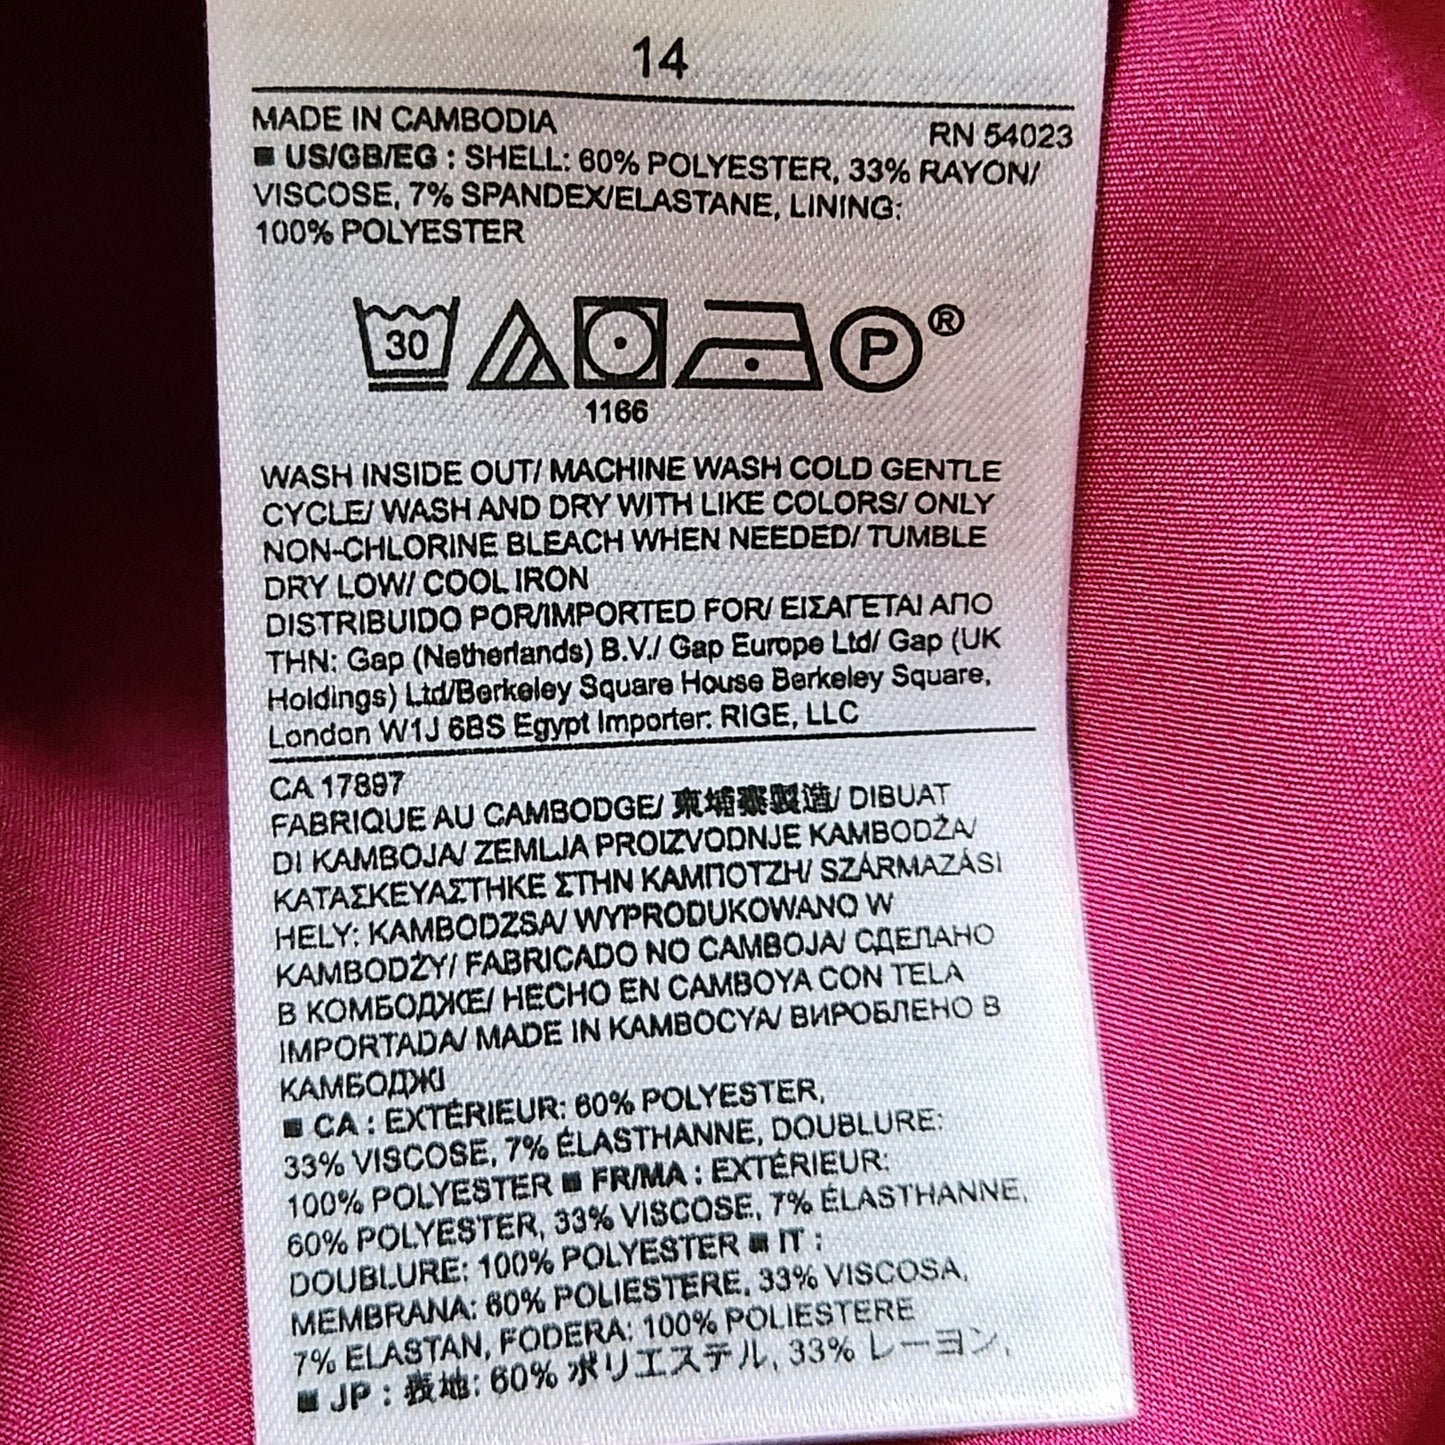 14
MADE IN CAMBODIA RN 54023
■ US/GB/EG : SHELL: 60% POLYESTER, 33% RAYON/
VISCOSE, 7% SPANDEX/ELASTANE, LINING:
100% POLYESTER
30 P ®
1166
WASH INSIDE OUT/ MACHINE WASH COLD GENTLE
CYCLE/ WASH AND DRY WITH LIKE COLORS/ ONLY
NON-CHLORINE BLEACH WHEN NEEDED/ TUMBLE
DRY LOW/ COOL IRON
DISTRIBUIDO POR/IMPORTED FOR/ ΕΙΣΑΓΕΤΑΙ ΑΠΟ
ΤΗΝ: Gap (Netherlands) B.V./ Gap Europe Ltd/ Gap (UK
Holdings) Ltd/Berkeley Square House Berkeley Square,
London W1J 6BS Egypt Importer: RIGE, LLC
CA 17897
FABRIQUE AU CAMBODGE/ 柬埔寨製造/ DIBUAT
DI KAMBOJA/ ZEMLJA PROIZVODNJE KAMBODŽA/
ΚΑΤΑΣΚΕΥΑΣΤΗΚΕ ΣΤΗΝ ΚΑΜΠΟΤΖΗ/ SZÁRMAZÁSI
HELY: KAMBODZSA/ WYPRODUKOWANO W
KAMBODŻY/ FABRICADO NO CAMBOJA/ СДЕЛАНО
В КОМБОДЖЕ/ HECHO EN CAMBOYA CON TELA
IMPORTADA/ MADE IN KAMBOCYA/ ВИРОБЛЕНО В
КАМБОДЖІ
■ CA : EXTÉRIEUR: 60% POLYESTER,
33% VISCOSE, 7% ÉLASTHANNE, DOUBLURE:
100% POLYESTER ■ FR/MA : EXTÉRIEUR:
60% POLYESTER, 33% VISCOSE, 7% ÉLASTHANNE,
DOUBLURE: 100% POLYESTER ■ IT :
MEMBRANA: 60% POLIESTERE, 33% VISCOSA,
7% ELASTAN, FODERA: 100% POLIESTERE
■ JP : 表地: 60% ポリエステル, 33% レーヨン,